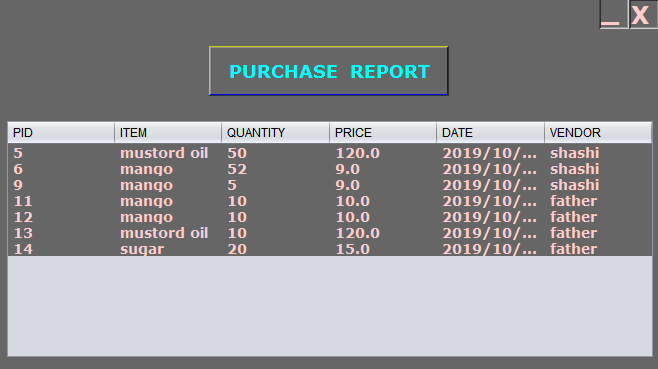 _ X
PURCHASE REPORT
PID ITEM QUANTITY PRICE DATE VENDOR
5 mustord oil 50 120.0 2019/10/... shashi
6 mango 52 9.0 2019/10/... shashi
9 mango 5 9.0 2019/10/... shashi
11 mango 10 10.0 2019/10/... father
12 mango 10 10.0 2019/10/... father
13 mustord oil 10 120.0 2019/10/... father
14 sugar 20 15.0 2019/10/... father